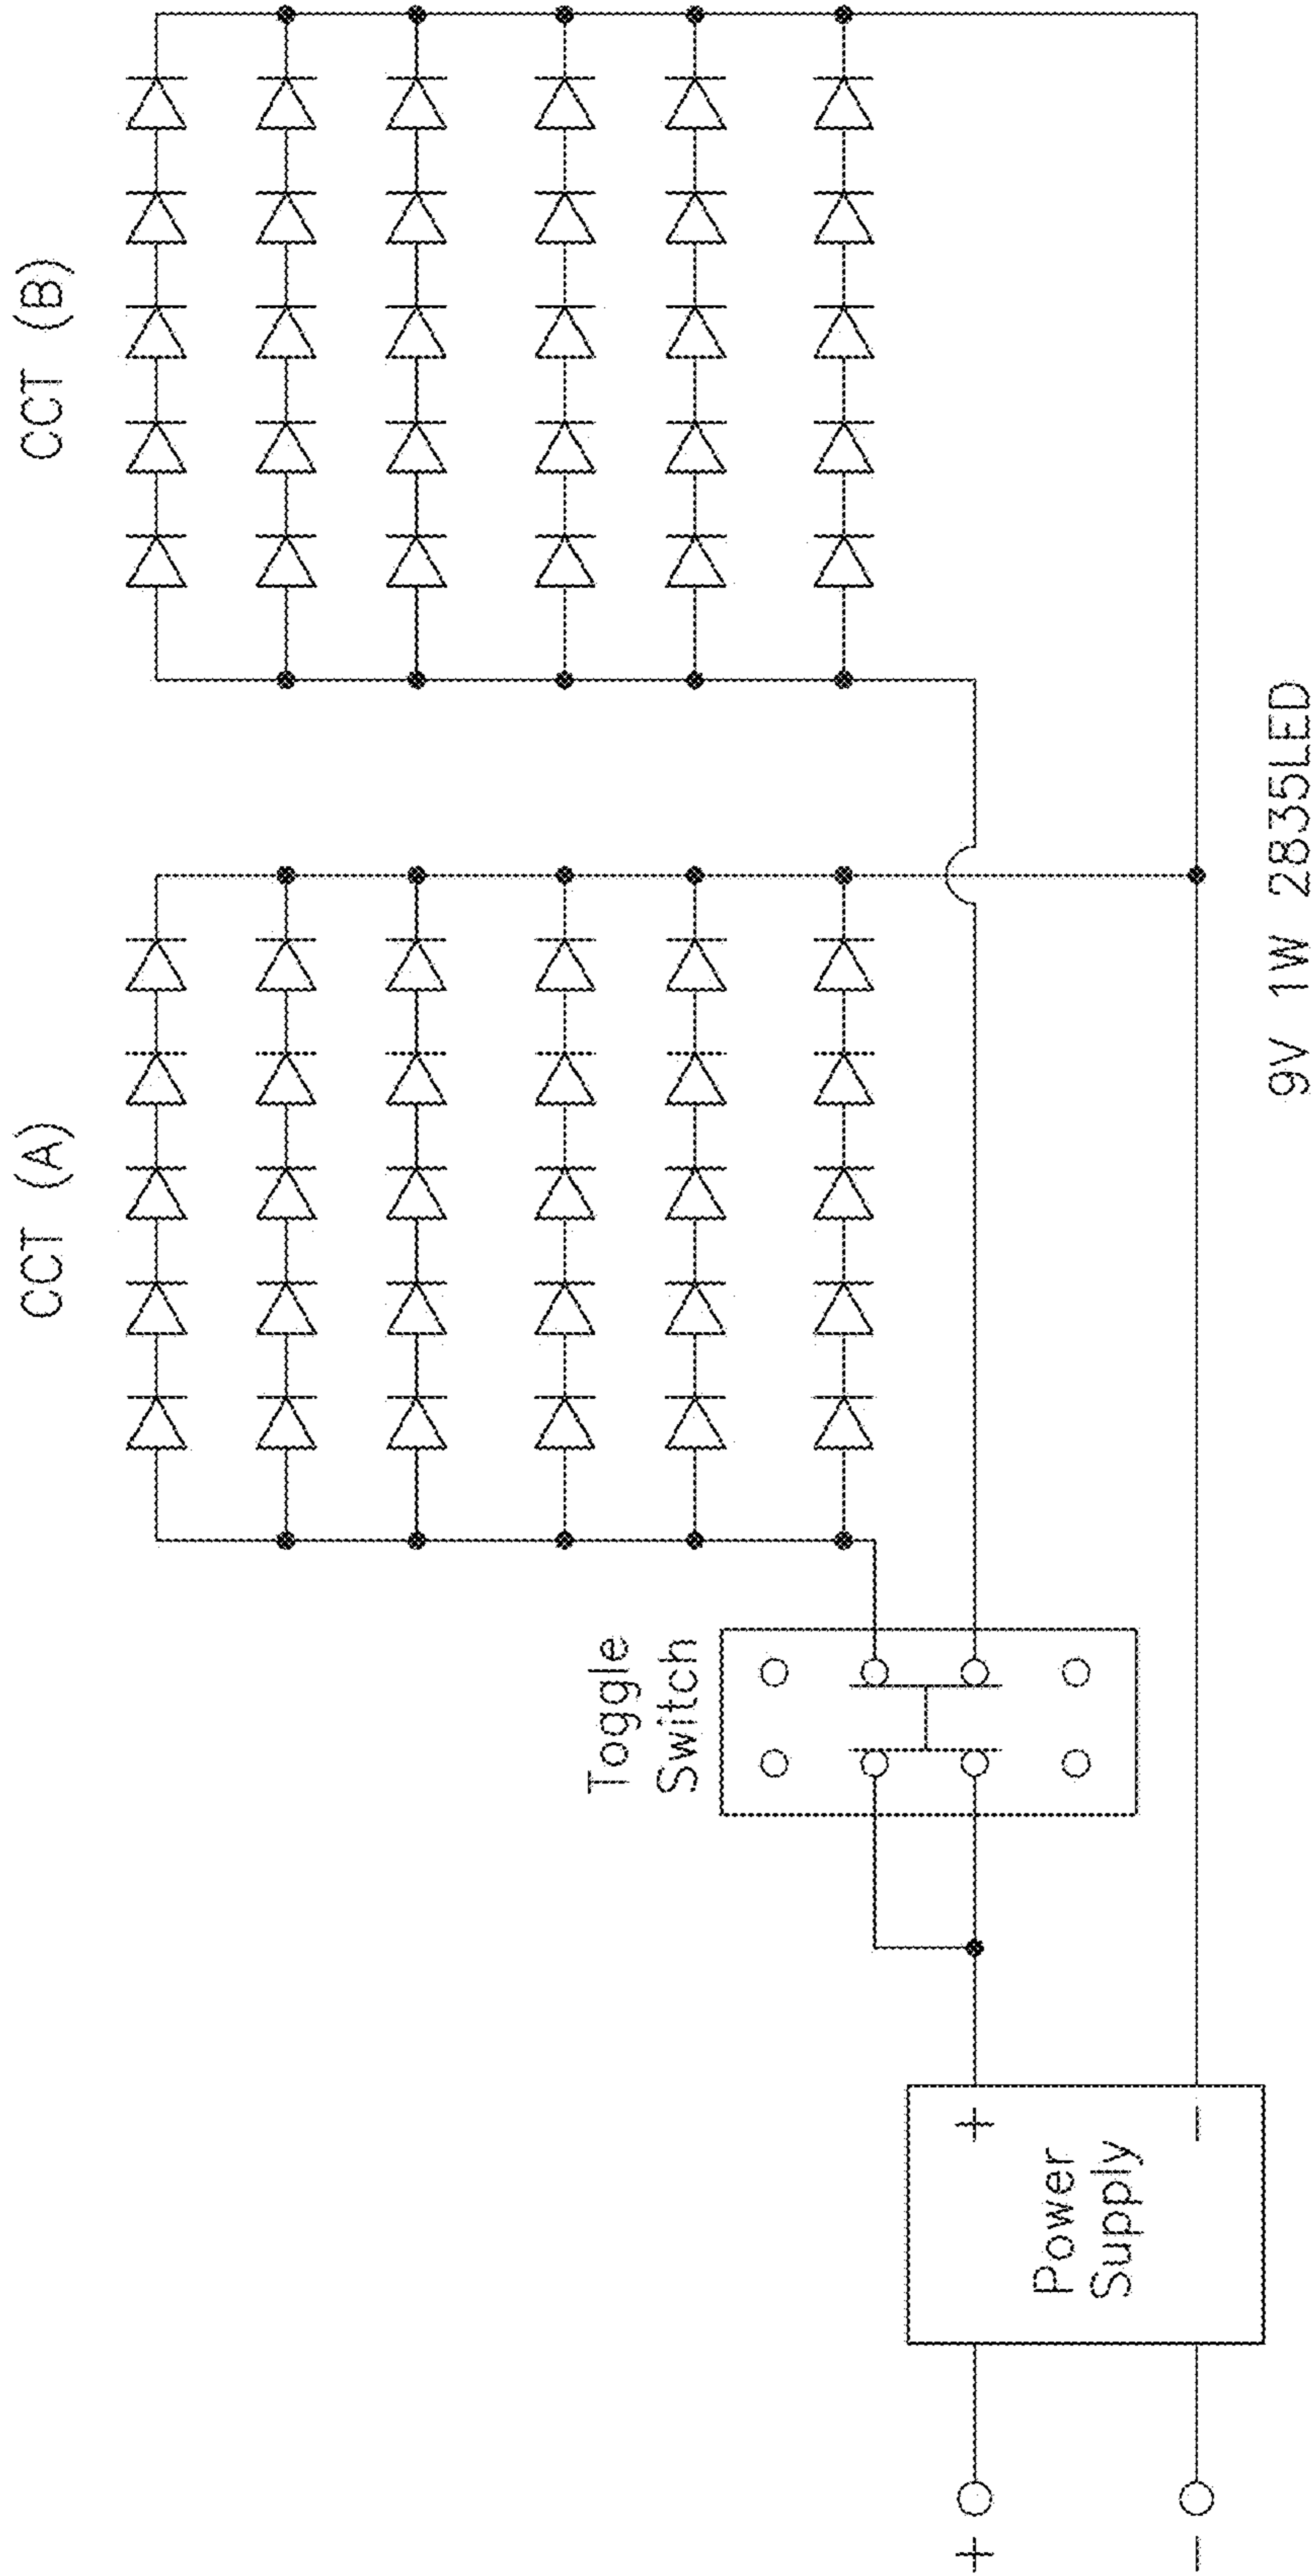 CCT (A)
CCT (B)
Toggle
Switch
+
Power
Supply
+
−
−
9V 1W 2835LED